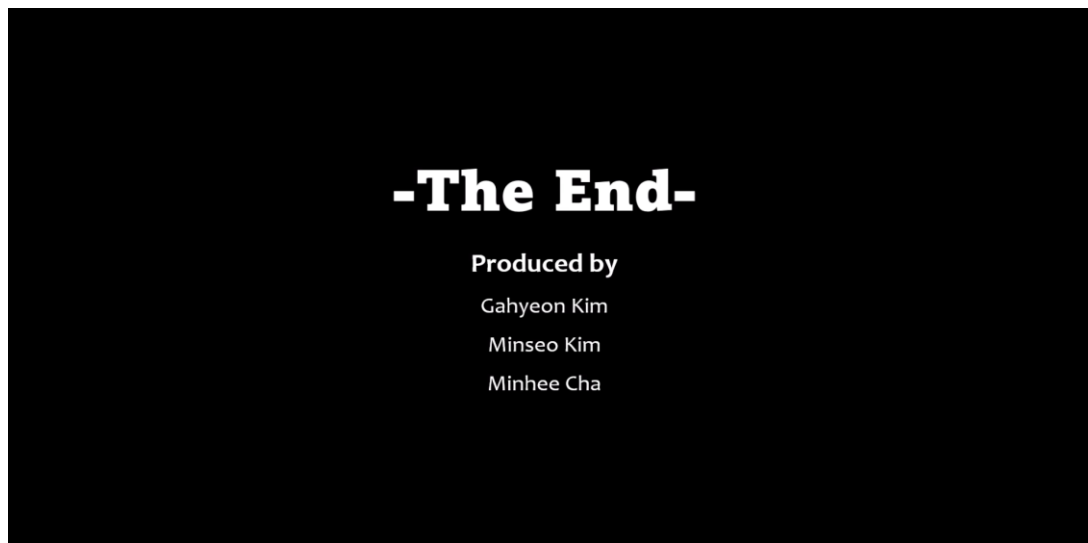 -The End-
Produced by
Gahyeon Kim
Minseo Kim
Minhee Cha